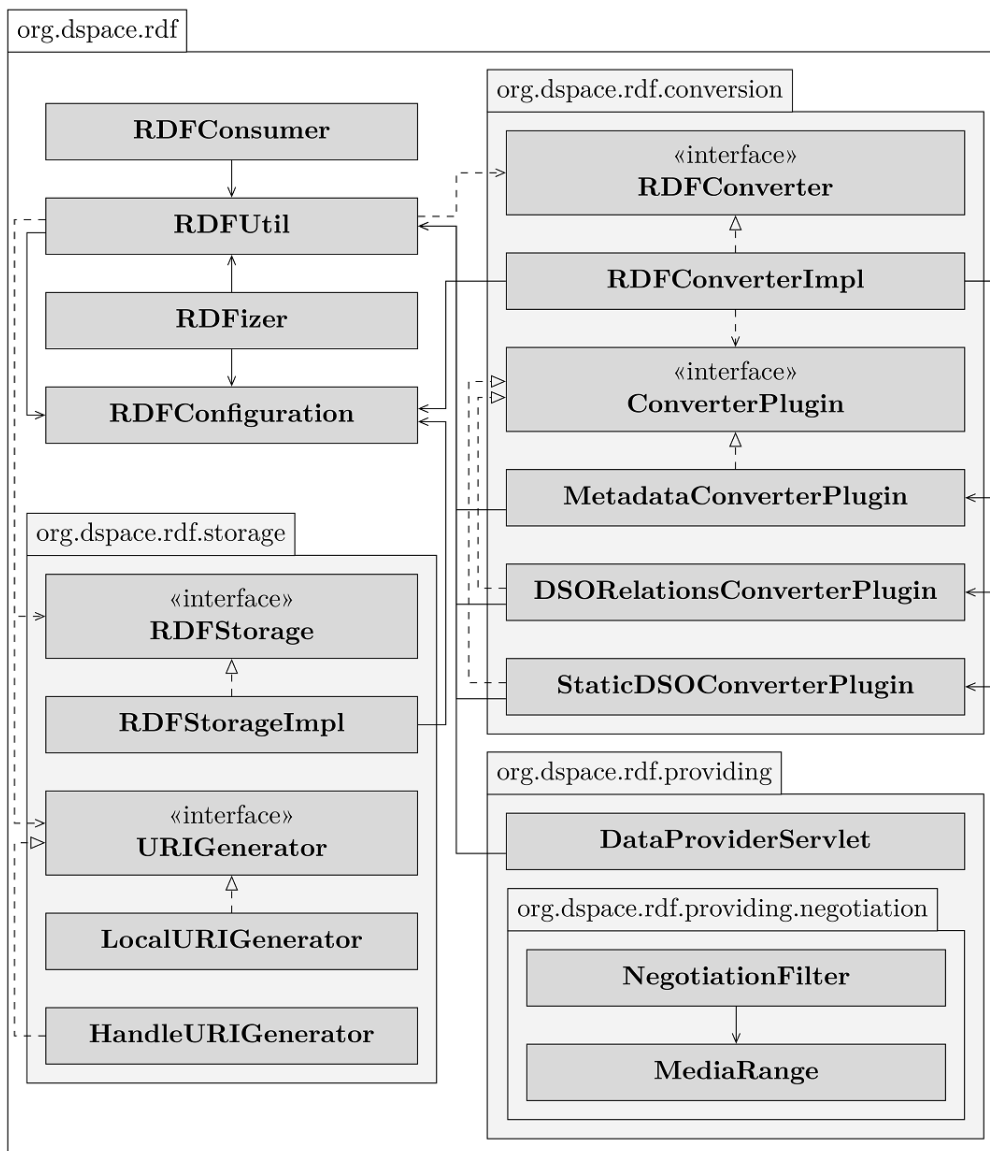 org.dspace.rdf
RDFConsumer
RDFUtil
RDFizer
RDFConfiguration
org.dspace.rdf.storage
«interface»
RDFStorage
RDFStorageImpl
«interface»
URIGenerator
LocalURIGenerator
HandleURIGenerator
org.dspace.rdf.conversion
«interface»
RDFConverter
RDFConverterImpl
«interface»
ConverterPlugin
MetadataConverterPlugin
DSORelationsConverterPlugin
StaticDSOConverterPlugin
org.dspace.rdf.providing
DataProviderServlet
org.dspace.rdf.providing.negotiation
NegotiationFilter
MediaRange